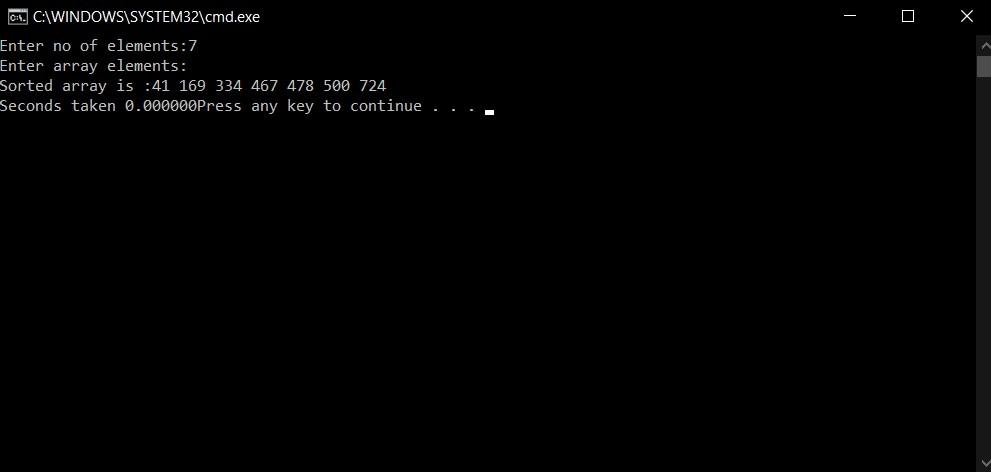 C:\WINDOWS\SYSTEM32\cmd.exe
Enter no of elements:7
Enter array elements:
Sorted array is :41 169 334 467 478 500 724
Seconds taken 0.000000Press any key to continue . . .